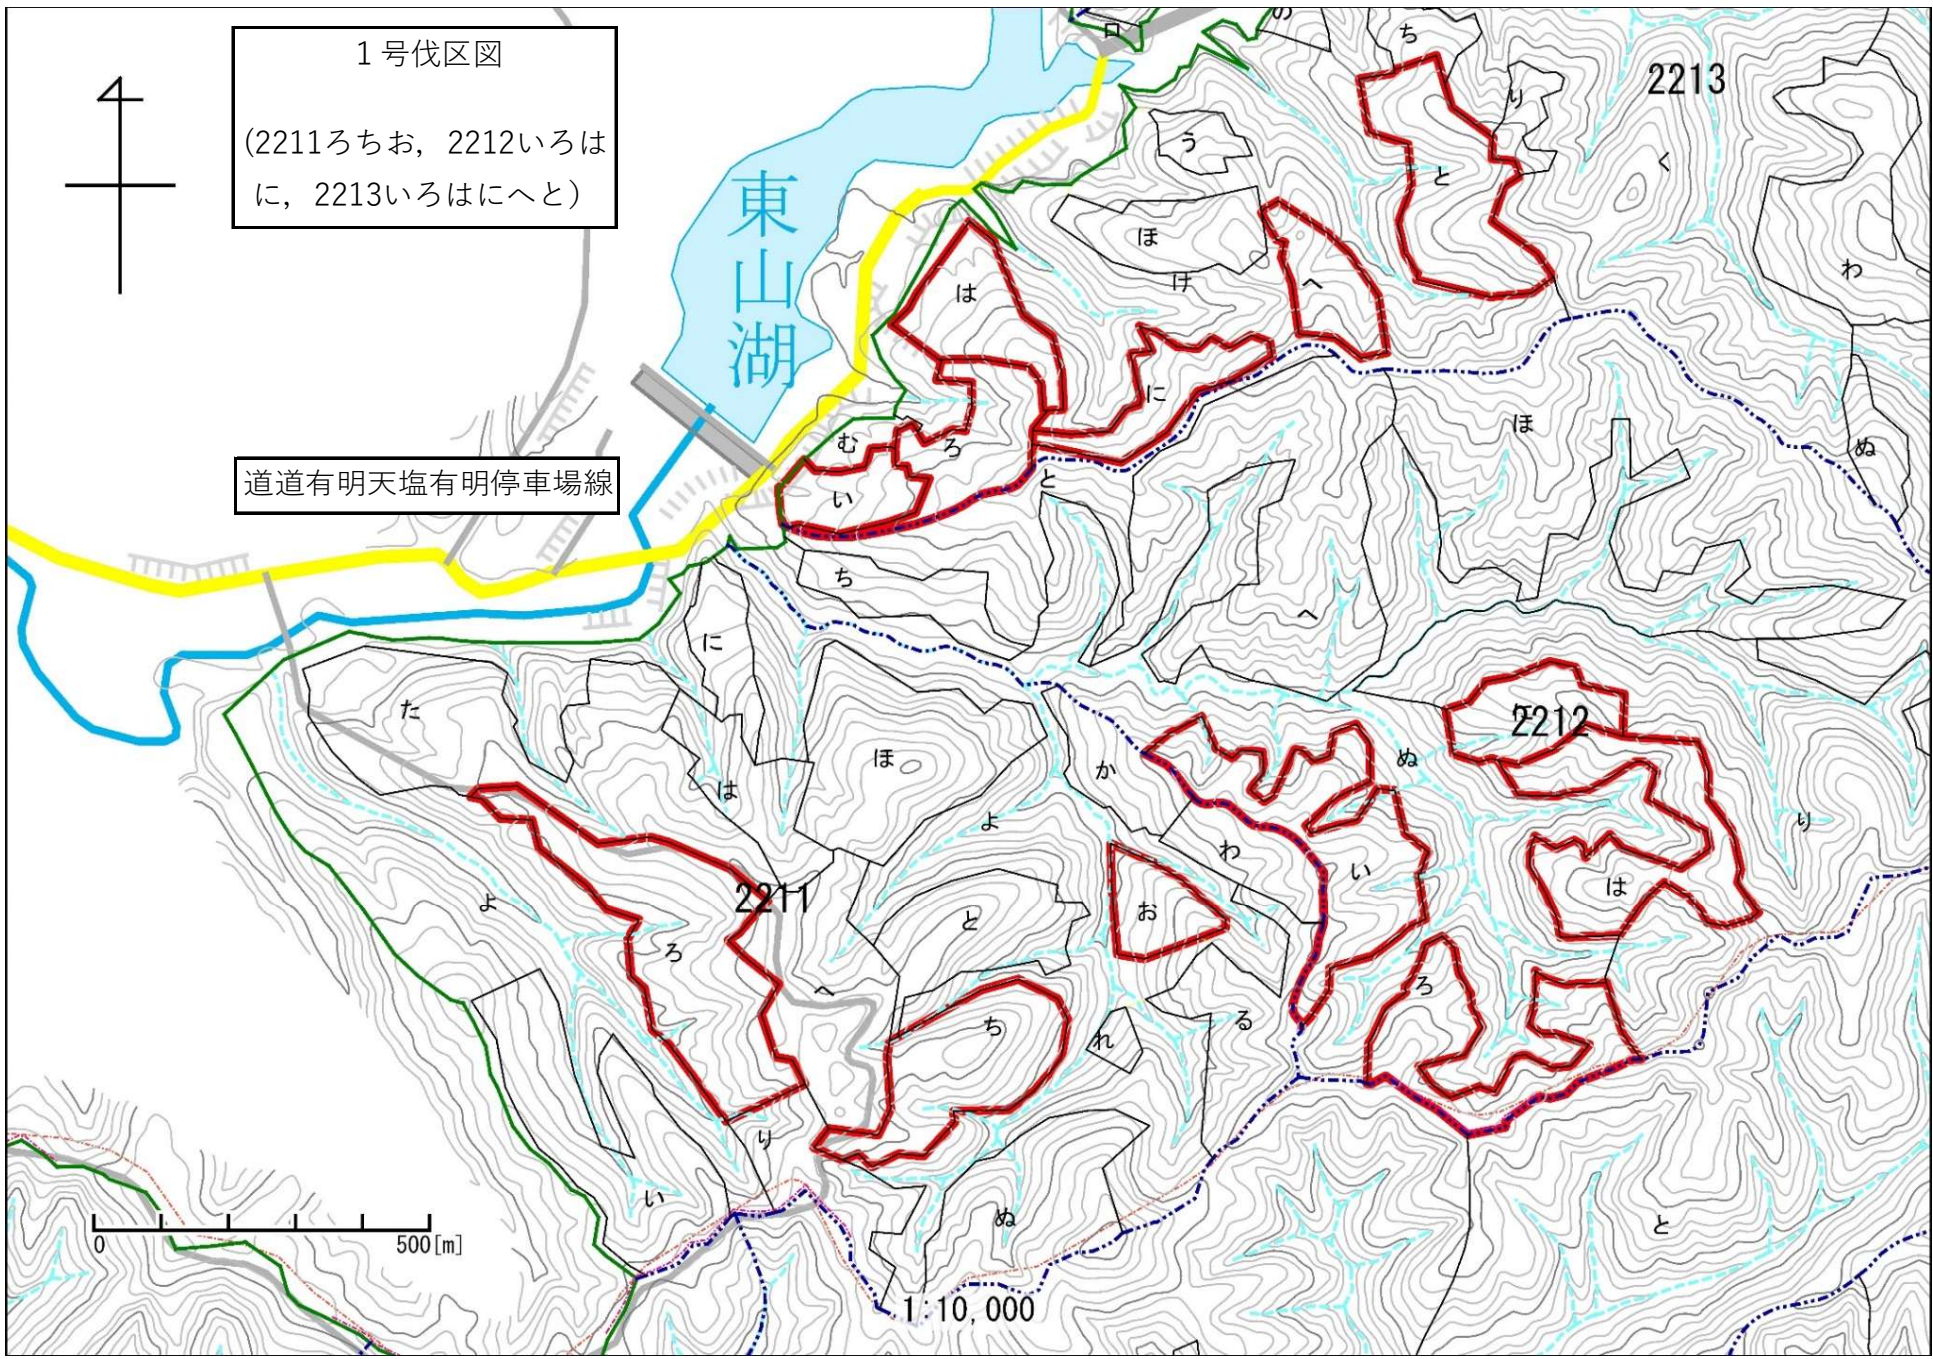 1号伐区図
(2211ろちお，2212いろは
に，2213いろはにへと)
道道有明天塩有明停車場線
東山湖
ロ
の
ち
2213
り
う
と
く
ほ
け
へ
わ
は
に
ほ
ぬ
む
ろ
と
い
ち
へ
に
た
2212
ほ
か
ぬ
は
よ
り
わ
い
は
2211
よ
と
お
ろ
へ
ち
ろ
る
れ
り
い
ぬ
と
0
500[m]
1:10,000